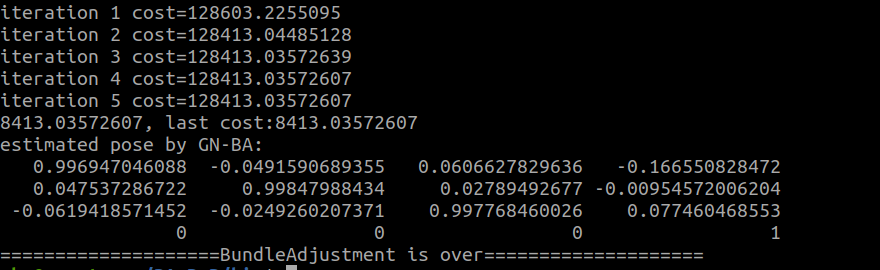 iteration 1 cost=128603.2255095
iteration 2 cost=128413.04485128
iteration 3 cost=128413.03572639
iteration 4 cost=128413.03572607
iteration 5 cost=128413.03572607
8413.03572607, last cost:8413.03572607
estimated pose by GN-BA:
0.996947046088 -0.0491590689355 0.0606627829636 -0.166550828472
0.047537286722 0.99847988434 0.02789492677 -0.00954572006204
-0.0619418571452 -0.0249260207371 0.997768460026 0.077460468553
0 0 0 1
====================BundleAdjustment is over====================